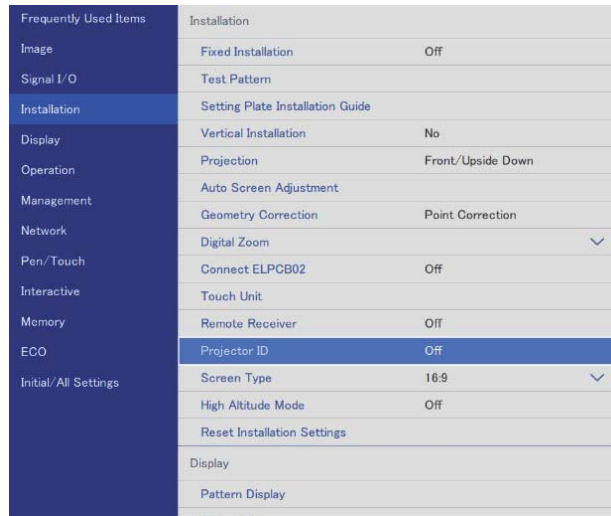 Frequently Used Items
Image
Signal I/O
Installation
Display
Operation
Management
Network
Pen/Touch
Interactive
Memory
ECO
Initial/All Settings
Installation
Fixed Installation Off
Test Pattern
Setting Plate Installation Guide
Vertical Installation No
Projection Front/Upside Down
Auto Screen Adjustment
Geometry Correction Point Correction
Digital Zoom
Connect ELPCB02 Off
Touch Unit
Remote Receiver Off
Projector ID Off
Screen Type 16:9
High Altitude Mode Off
Reset Installation Settings
Display
Pattern Display